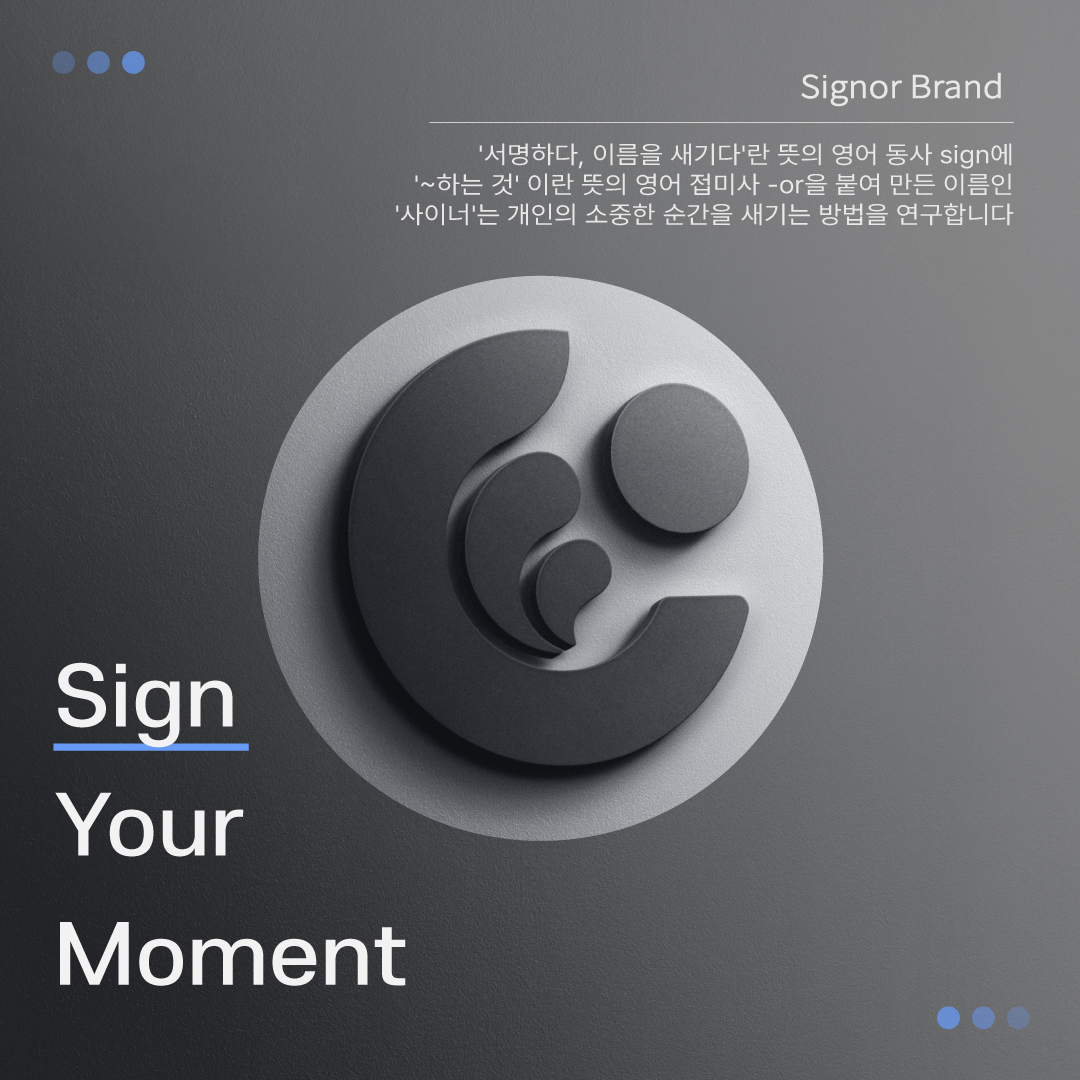 Signor Brand
'서명하다, 이름을 새기다'란 뜻의 영어 동사 sign에
'~하는 것' 이란 뜻의 영어 접미사 -or을 붙여 만든 이름인
'사이너'는 개인의 소중한 순간을 새기는 방법을 연구합니다
Sign
Your
Moment